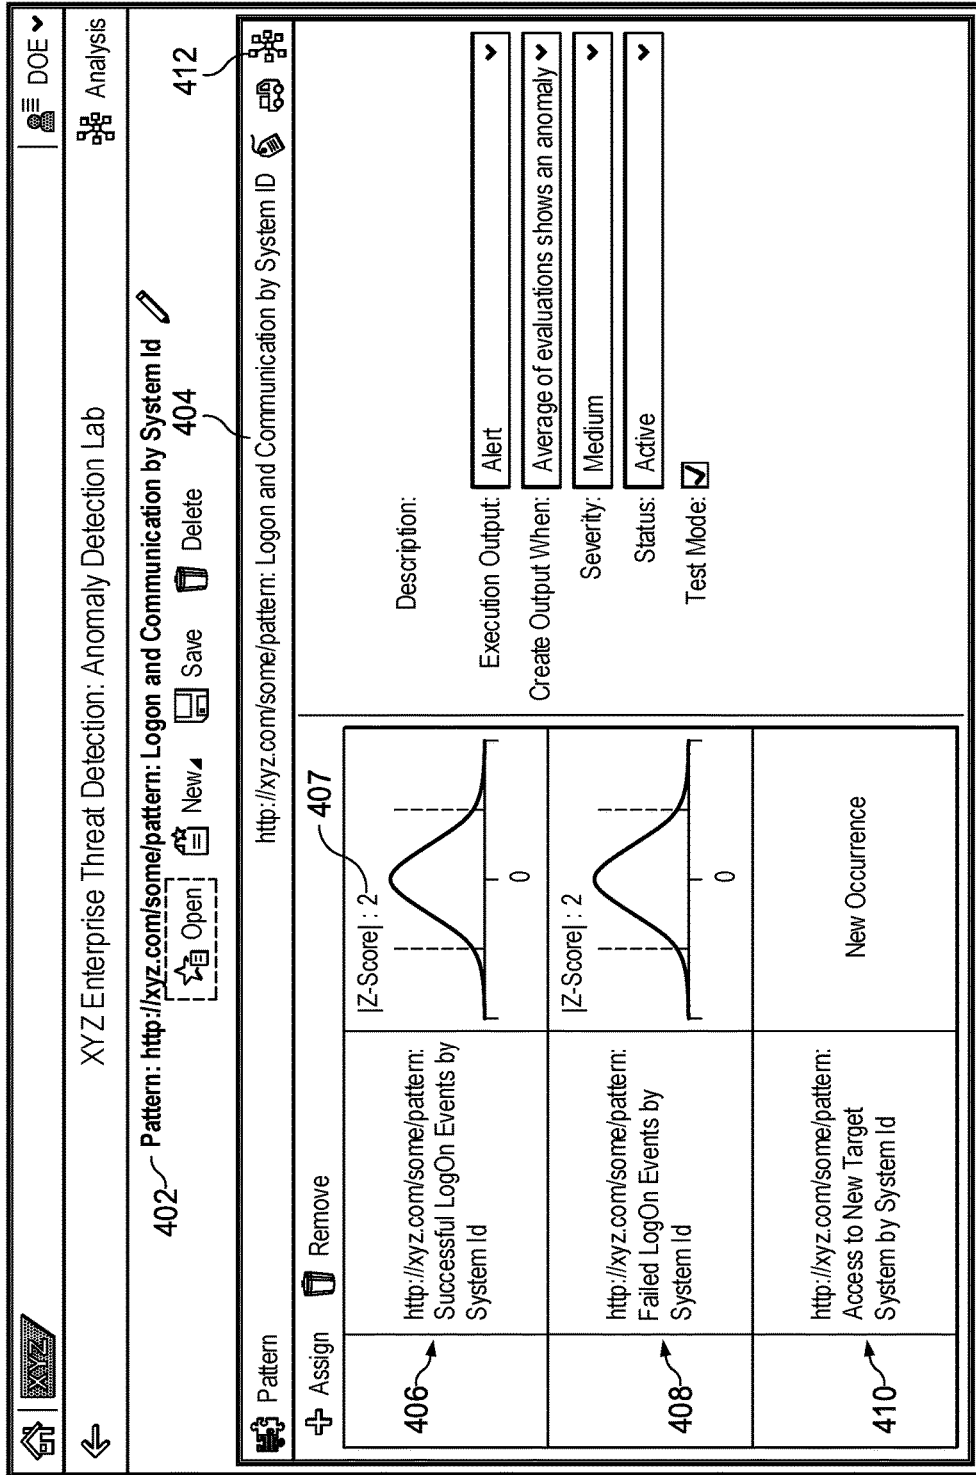 XYZ
DOE
XYZ Enterprise Threat Detection: Anomaly Detection Lab
Analysis
402
Pattern: http://xyz.com/some/pattern: Logon and Communication by System Id
Open
New
Save
Delete
404
412
Pattern
http://xyz.com/some/pattern: Logon and Communication by System ID
Assign
Remove
407
406
http://xyz.com/some/pattern:
Successful LogOn Events by
System Id
|Z-Score| : 2
0
408
http://xyz.com/some/pattern:
Failed LogOn Events by
System Id
|Z-Score| : 2
0
410
http://xyz.com/some/pattern:
Access to New Target
System by System Id
New Occurrence
Description:
Execution Output: Alert
Create Output When: Average of evaluations shows an anomaly
Severity: Medium
Status: Active
Test Mode: